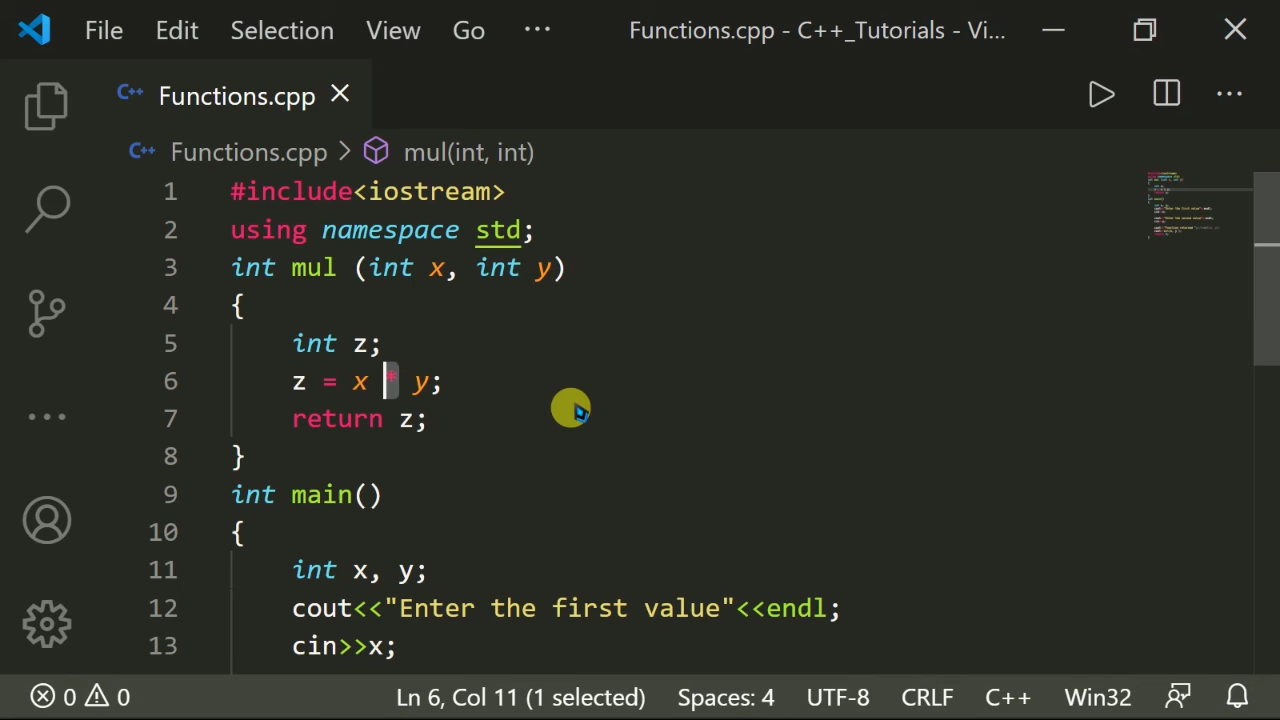 File Edit Selection View Go ··· Functions.cpp - C++_Tutorials - Vi...
C++ Functions.cpp
C++ Functions.cpp > mul(int, int)
1 #include<iostream>
2 using namespace std;
3 int mul (int x, int y)
4 {
5 int z;
6 z = x * y;
7 return z;
8 }
9 int main()
10 {
11 int x, y;
12 cout<<"Enter the first value"<<endl;
13 cin>>x;
0 0 Ln 6, Col 11 (1 selected) Spaces: 4 UTF-8 CRLF C++ Win32